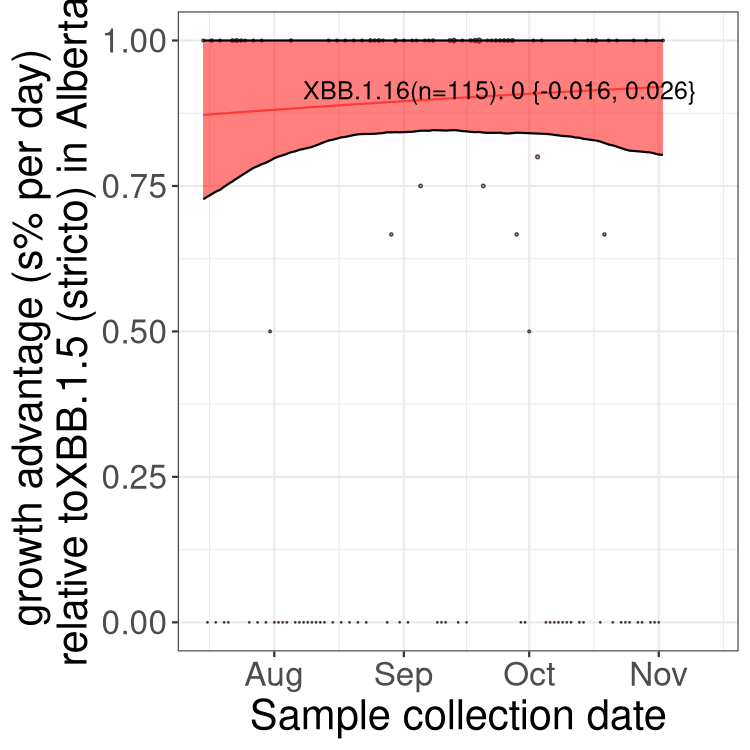 growth advantage (s% per day)
relative toXBB.1.5 (stricto) in Alberta
1.00
0.75
0.50
0.25
0.00
XBB.1.16(n=115): 0 {-0.016, 0.026}
Aug Sep Oct Nov
Sample collection date